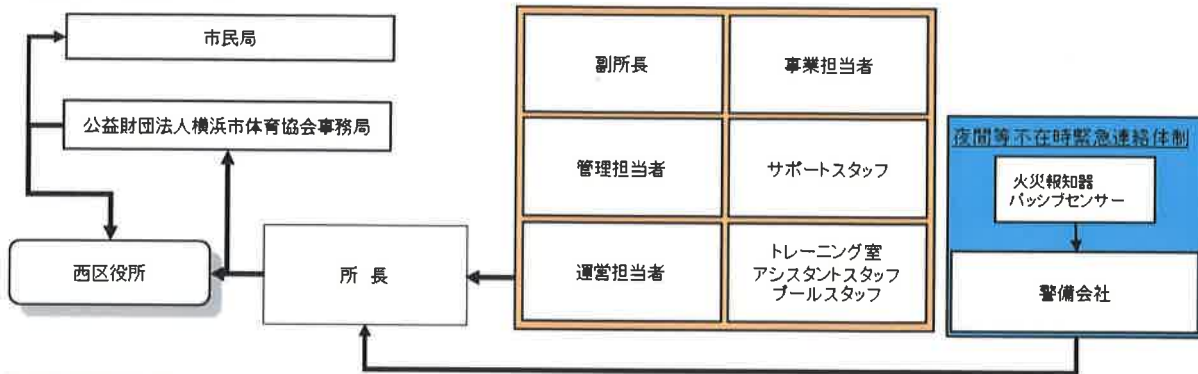 市民局
公益財団法人横浜市体育協会事務局
西区役所
所 長
副所長
事業担当者
管理担当者
サポートスタッフ
運営担当者
トレーニング室
アシスタントスタッフ
プールスタッフ
夜間等不在時緊急連絡体制
火災報知器
パッシブセンサー
警備会社